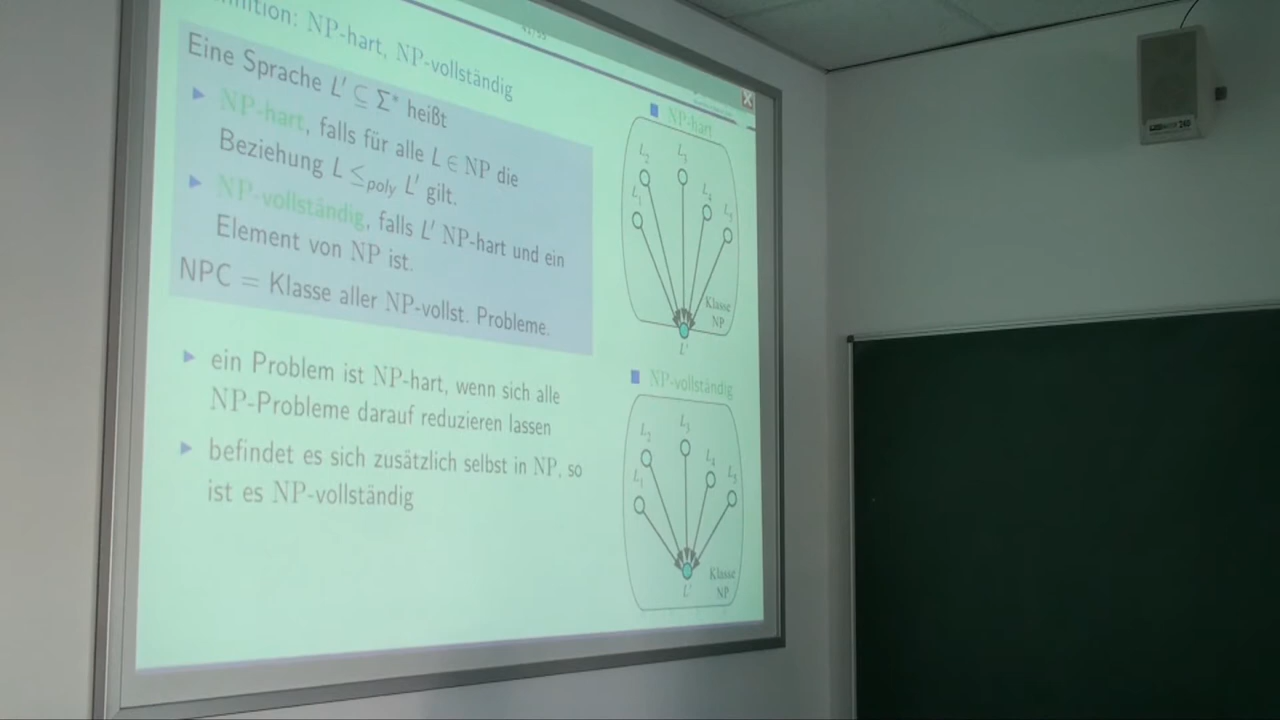 nition: NP-hart, NP-vollständig
Eine Sprache L′ ⊆ Σ* heißt
▶ NP-hart, falls für alle L ∈ NP die
Beziehung L ≤poly L′ gilt.
▶ NP-vollständig, falls L′ NP-hart und ein
Element von NP ist.
NPC = Klasse aller NP-vollst. Probleme.
▶ ein Problem ist NP-hart, wenn sich alle
NP-Probleme darauf reduzieren lassen
▶ befindet es sich zusätzlich selbst in NP, so
ist es NP-vollständig
NP-hart
L₂ L₃
L₁ L₄ L₅
Klasse
NP
L′
NP-vollständig
L₂ L₃
L₁ L₄ L₅
Klasse
NP
L′